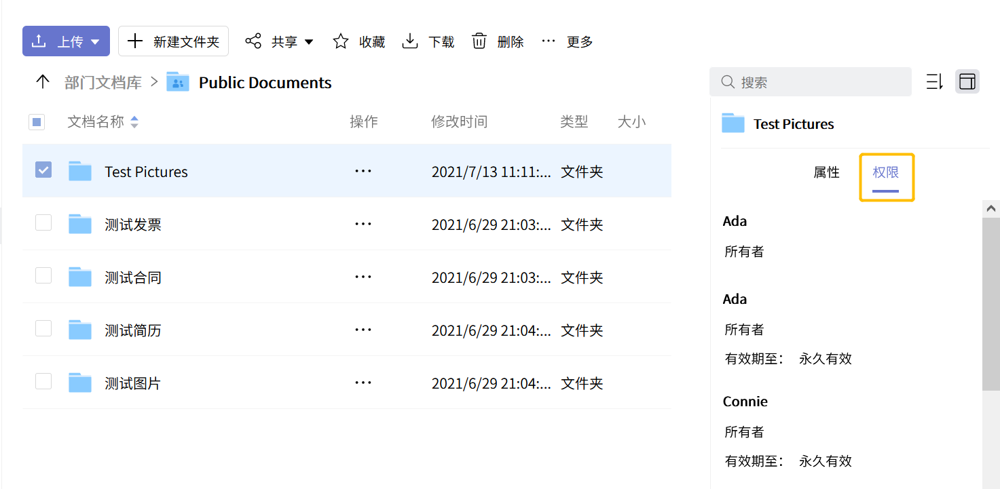 上传 新建文件夹 共享 收藏 下载 删除 ··· 更多
部门文档库 > Public Documents
搜索
文档名称 操作 修改时间 类型 大小
Test Pictures ··· 2021/7/13 11:11:... 文件夹
测试发票 ··· 2021/6/29 21:03:... 文件夹
测试合同 ··· 2021/6/29 21:03:... 文件夹
测试简历 ··· 2021/6/29 21:04:... 文件夹
测试图片 ··· 2021/6/29 21:04:... 文件夹
Test Pictures
属性 权限
Ada
所有者
Ada
所有者
有效期至： 永久有效
Connie
所有者
有效期至： 永久有效